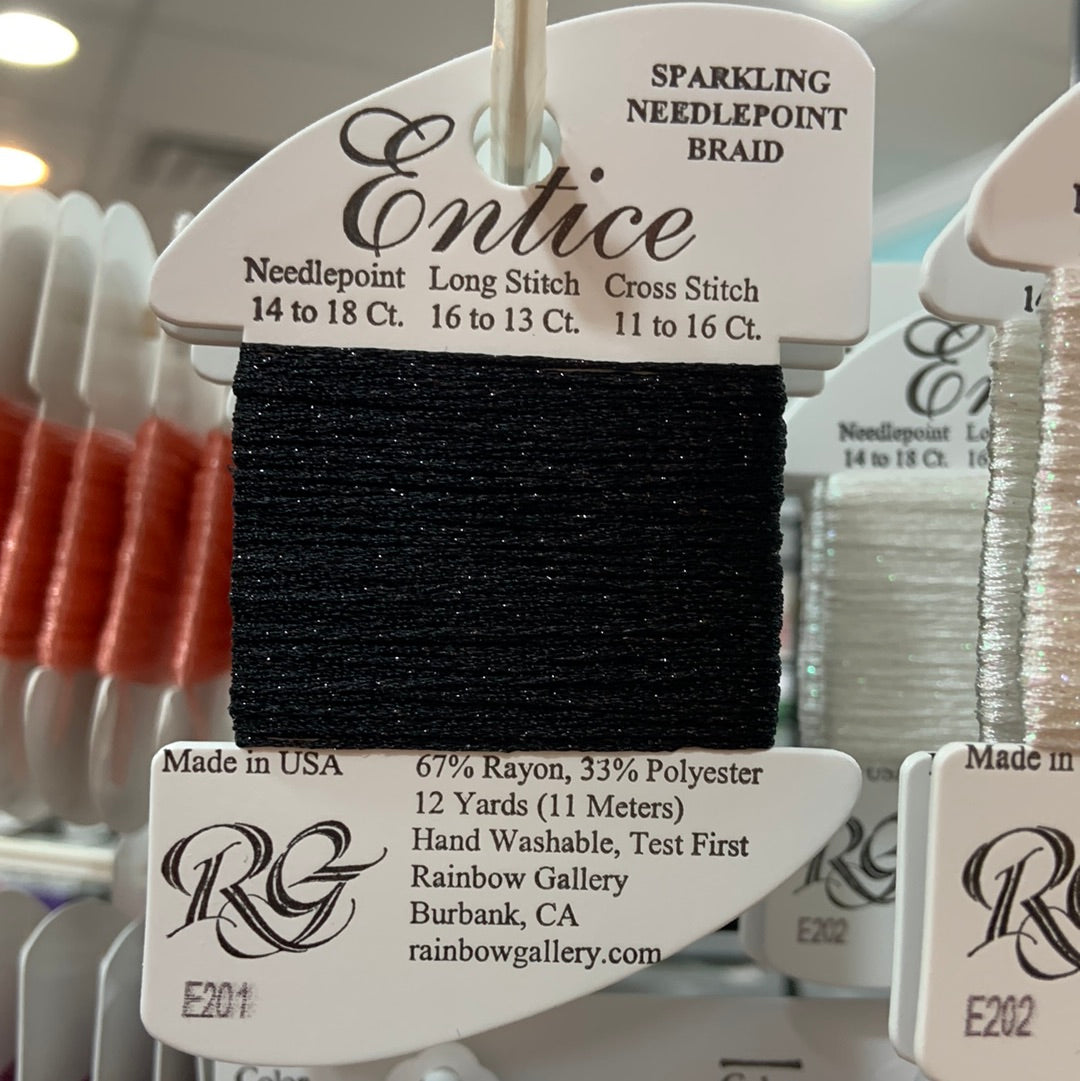 SPARKLING
NEEDLEPOINT
BRAID
Entice
Needlepoint Long Stitch Cross Stitch
14 to 18 Ct. 16 to 13 Ct. 11 to 16 Ct.
Made in USA
67% Rayon, 33% Polyester
12 Yards (11 Meters)
Hand Washable, Test First
Rainbow Gallery
Burbank, CA
rainbowgallery.com
RG
E201
Needlepoint
14 to 18 Ct. 16
RG
E202
Made in
E202
Color